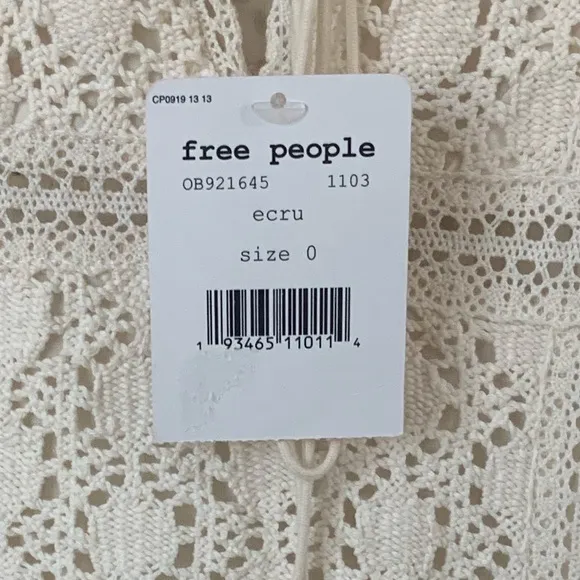 CP0919 13 13
free people
OB921645 1103
ecru
size 0
1 93465 11011 4